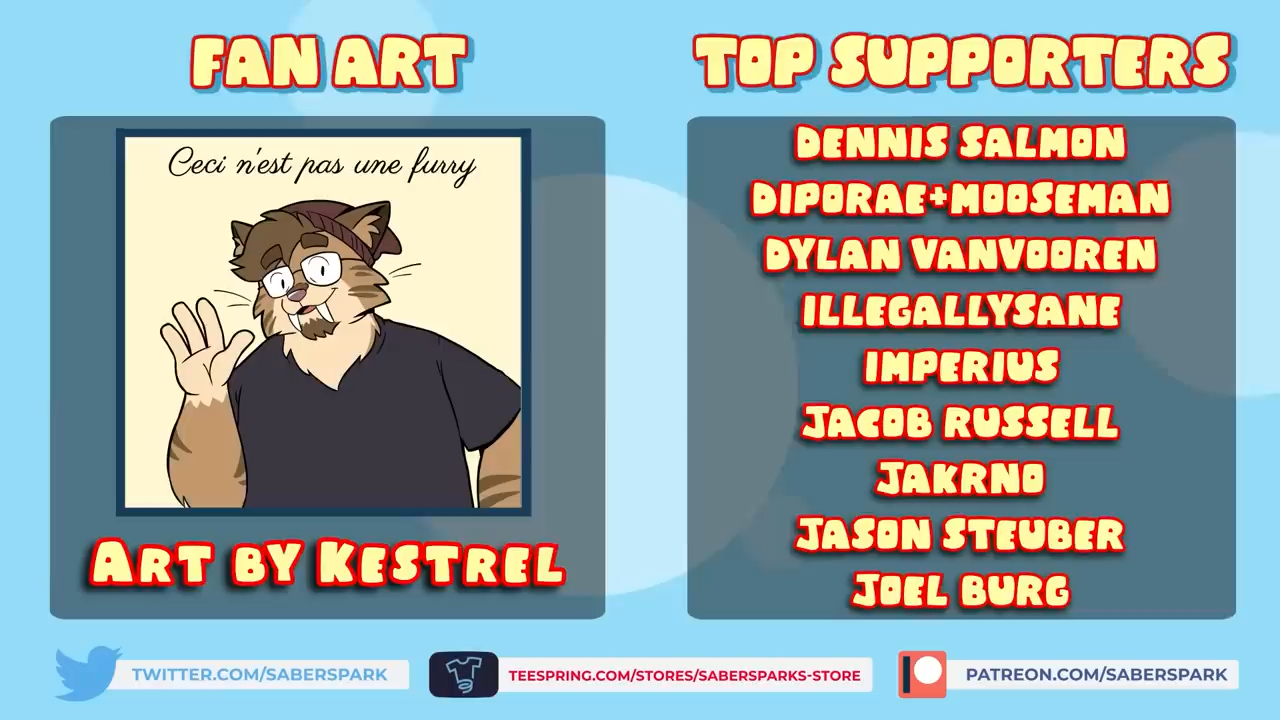 FAN ART
Ceci n'est pas une furry
ART BY KESTREL
TOP SUPPORTERS
DENNIS SALMON
DIPORAE+MOOSEMAN
DYLAN VANVOOREN
ILLEGALLYSANE
IMPERIUS
JACOB RUSSELL
JAKRNO
JASON STEUBER
JOEL BURG
TWITTER.COM/SABERSPARK
TEESPRING.COM/STORES/SABERSPARKS-STORE
PATREON.COM/SABERSPARK